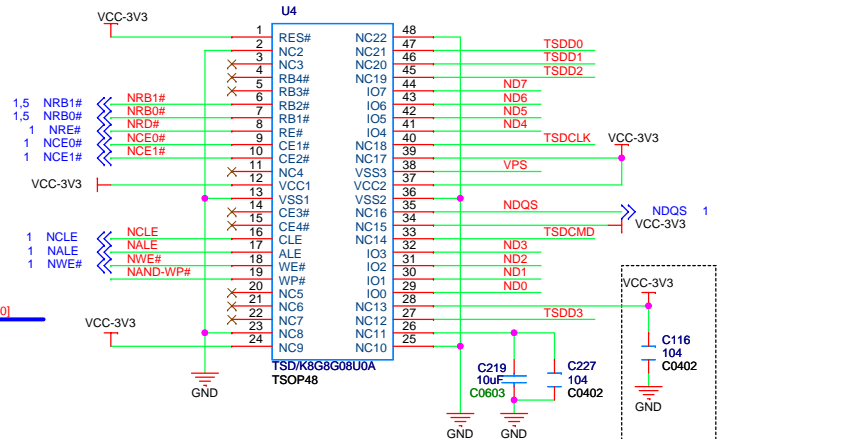 U4
VCC-3V3
1 RES# NC22 48
2 NC2 NC21 47 TSDD0
3 NC3 NC20 46 TSDD1
4 RB4# NC19 45 TSDD2
5 RB3# IO7 44 ND7
1,5 NRB1# NRB1# 6 RB2# IO6 43 ND6
1,5 NRB0# NRB0# 7 RB1# IO5 42 ND5
1 NRE# NRD# 8 RE# IO4 41 ND4
1 NCE0# NCE0# 9 CE1# NC18 40 TSDCLK VCC-3V3
1 NCE1# NCE1# 10 CE2# NC17 39
11 NC4 VSS3 38 VPS
VCC-3V3 12 VCC1 VCC2 37
13 VSS1 VSS2 36
14 CE3# NC16 35 NDQS NDQS 1
15 CE4# NC15 34 VCC-3V3
1 NCLE NCLE 16 CLE NC14 33 TSDCMD
1 NALE NALE 17 ALE IO3 32 ND3
1 NWE# NWE# 18 WE# IO2 31 ND2
NAND-WP# 19 WP# IO1 30 ND1
20 NC5 IO0 29 ND0 VCC-3V3
21 NC6 NC13 28
0]
22 NC7 NC12 27 TSDD3
VCC-3V3
23 NC8 NC11 26
24 NC9 NC10 25
TSD/K8G8G08U0A
TSOP48
C219
10uF
C0603
C227
104
C0402
C116
104
C0402
GND
GND
GND
GND